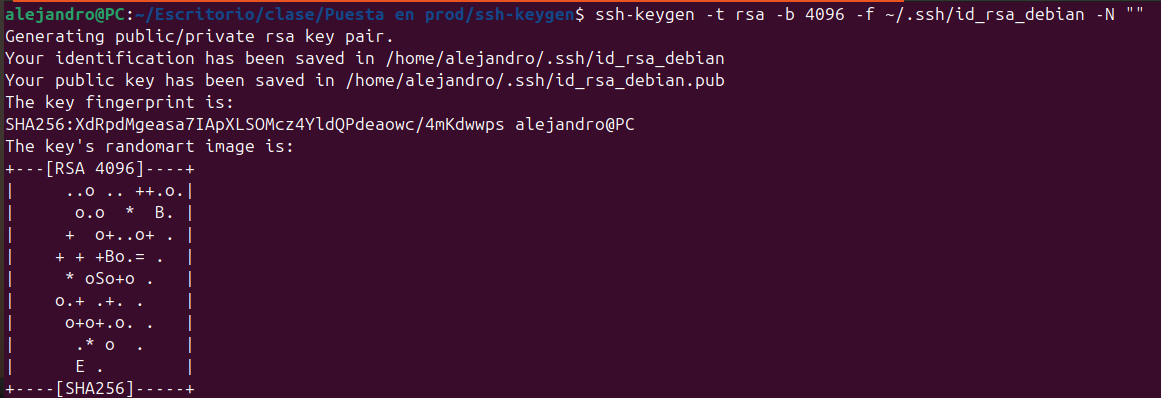 alejandro@PC:~/Escritorio/clase/Puesta en prod/ssh-keygen$ ssh-keygen -t rsa -b 4096 -f ~/.ssh/id_rsa_debian -N ""
Generating public/private rsa key pair.
Your identification has been saved in /home/alejandro/.ssh/id_rsa_debian
Your public key has been saved in /home/alejandro/.ssh/id_rsa_debian.pub
The key fingerprint is:
SHA256:XdRpdMgeasa7IApXLSOMcz4YldQPdeaowc/4mKdwwps alejandro@PC
The key's randomart image is:
+---[RSA 4096]----+
|     ..o .. ++.o.|
|      o.o  *  B. |
|     +  o+..o+ . |
|    + + +Bo.= .  |
|     * oSo+o .   |
|    o.+ .+. .    |
|     o+o+.o. .   |
|      .* o  .    |
|      E .        |
+----[SHA256]-----+